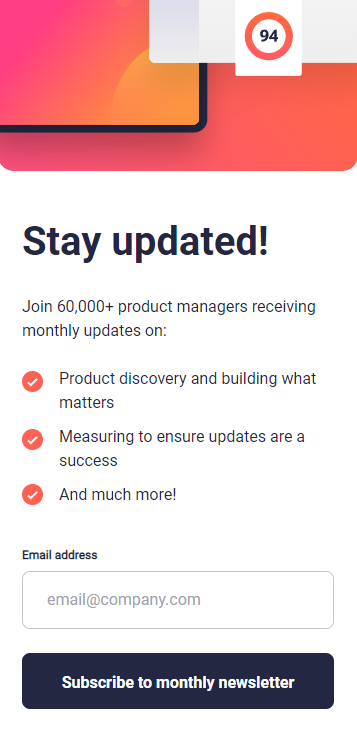 94
Stay updated!
Join 60,000+ product managers receiving
monthly updates on:
Product discovery and building what
matters
Measuring to ensure updates are a
success
And much more!
Email address
email@company.com
Subscribe to monthly newsletter